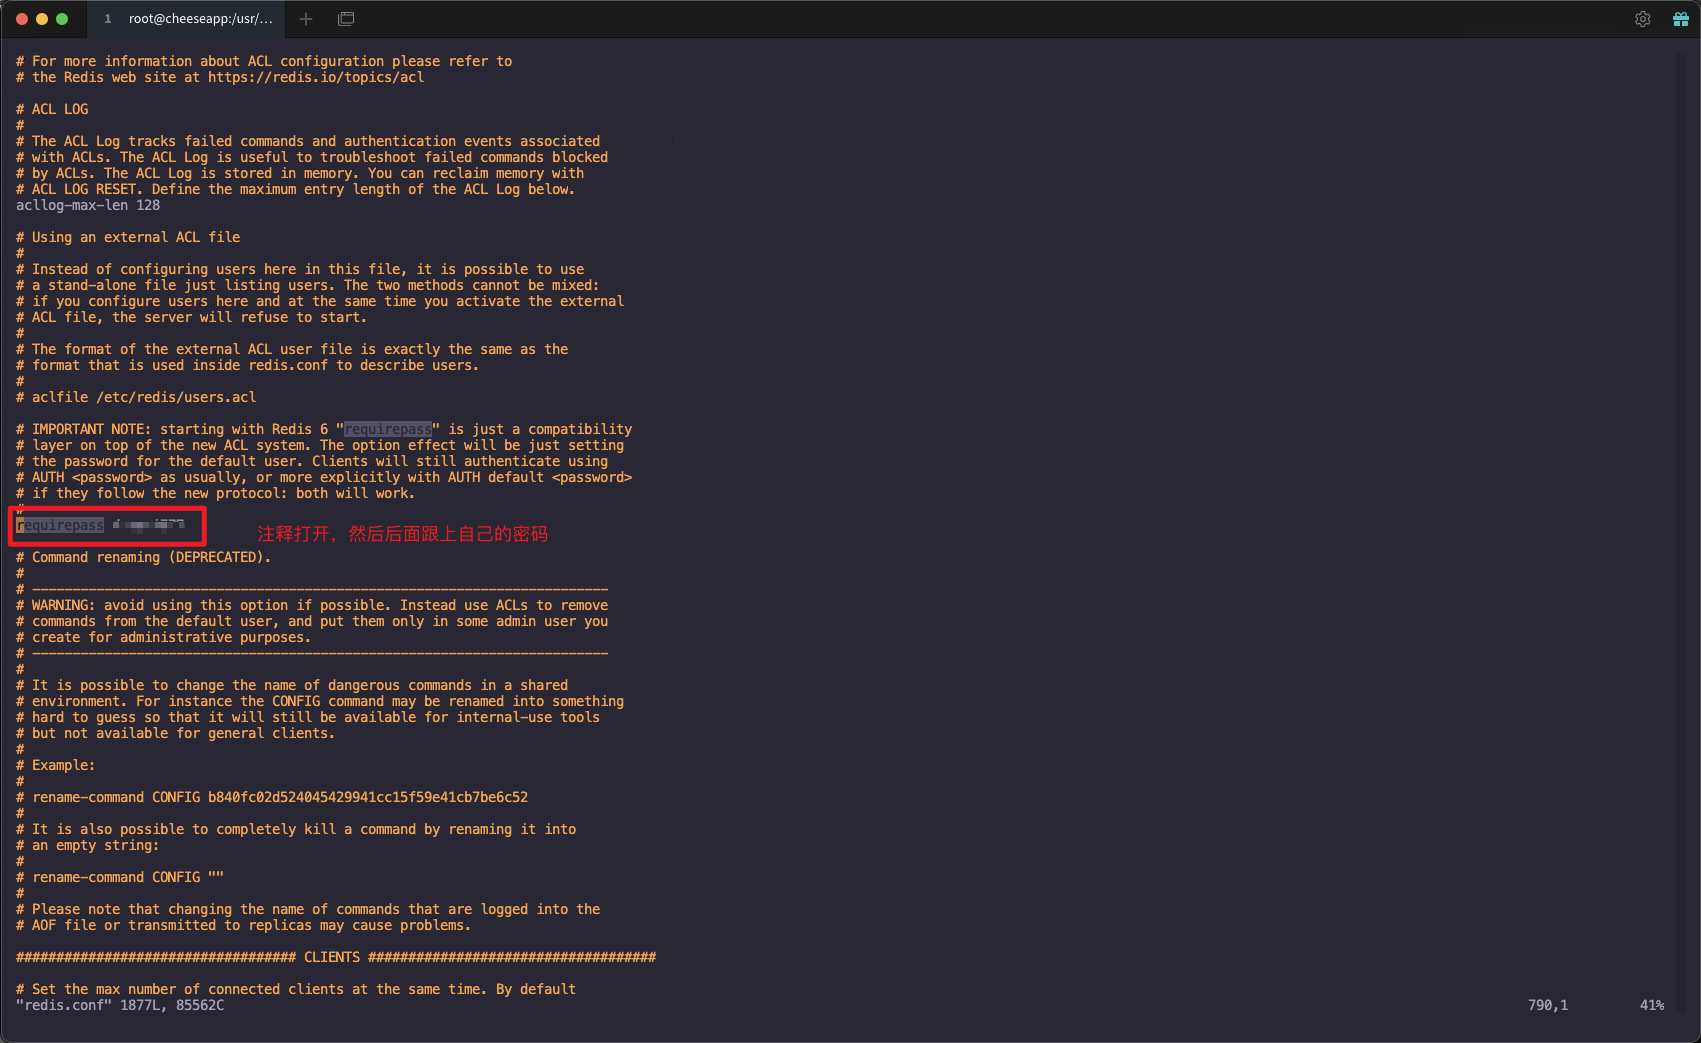 1 root@cheeseapp:/usr/...
# For more information about ACL configuration please refer to
# the Redis web site at https://redis.io/topics/acl
# ACL LOG
#
# The ACL Log tracks failed commands and authentication events associated
# with ACLs. The ACL Log is useful to troubleshoot failed commands blocked
# by ACLs. The ACL Log is stored in memory. You can reclaim memory with
# ACL LOG RESET. Define the maximum entry length of the ACL Log below.
acllog-max-len 128
# Using an external ACL file
#
# Instead of configuring users here in this file, it is possible to use
# a stand-alone file just listing users. The two methods cannot be mixed:
# if you configure users here and at the same time you activate the external
# ACL file, the server will refuse to start.
#
# The format of the external ACL user file is exactly the same as the
# format that is used inside redis.conf to describe users.
#
# aclfile /etc/redis/users.acl
# IMPORTANT NOTE: starting with Redis 6 "requirepass" is just a compatibility
# layer on top of the new ACL system. The option effect will be just setting
# the password for the default user. Clients will still authenticate using
# AUTH <password> as usually, or more explicitly with AUTH default <password>
# if they follow the new protocol: both will work.
#
requirepass
注释打开，然后后面跟上自己的密码
# Command renaming (DEPRECATED).
#
# ------------------------------------------------------------------------
# WARNING: avoid using this option if possible. Instead use ACLs to remove
# commands from the default user, and put them only in some admin user you
# create for administrative purposes.
# ------------------------------------------------------------------------
#
# It is possible to change the name of dangerous commands in a shared
# environment. For instance the CONFIG command may be renamed into something
# hard to guess so that it will still be available for internal-use tools
# but not available for general clients.
#
# Example:
#
# rename-command CONFIG b840fc02d524045429941cc15f59e41cb7be6c52
#
# It is also possible to completely kill a command by renaming it into
# an empty string:
#
# rename-command CONFIG ""
#
# Please note that changing the name of commands that are logged into the
# AOF file or transmitted to replicas may cause problems.
################################### CLIENTS ####################################
# Set the max number of connected clients at the same time. By default
"redis.conf" 1877L, 85562C 790,1 41%